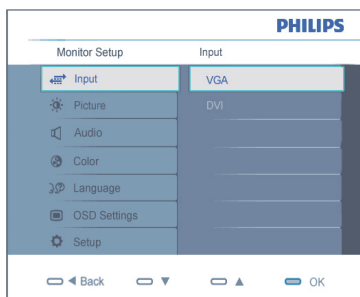 PHILIPS
Monitor Setup Input
Input VGA
Picture DVI
Audio
Color
Language
OSD Settings
Setup
Back OK